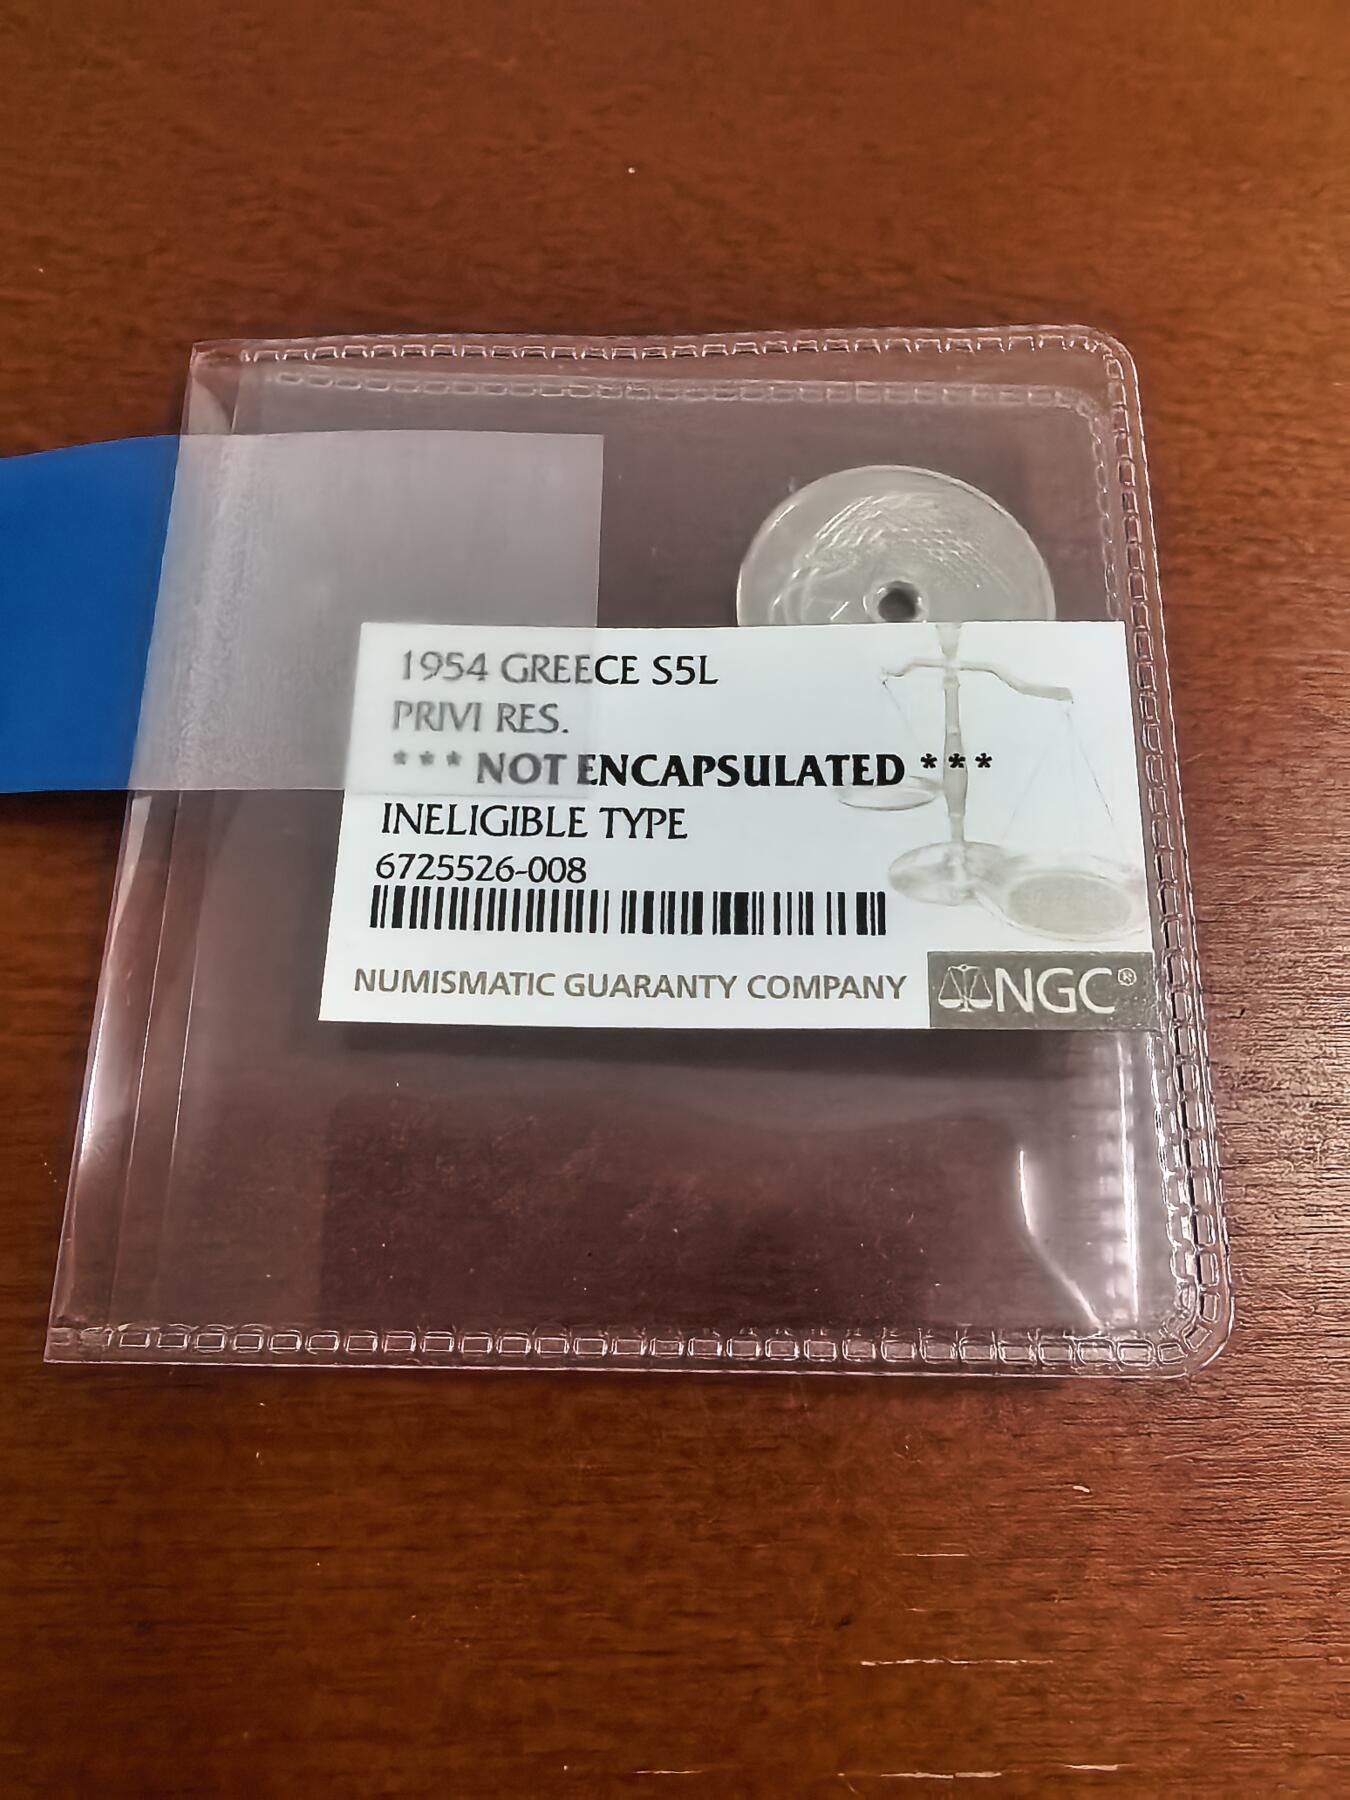 1954 GREECE S5L
PRIVI RES.
*** NOT ENCAPSULATED ***
INELIGIBLE TYPE
6725526-008
NUMISMATIC GUARANTY COMPANY
NGC®